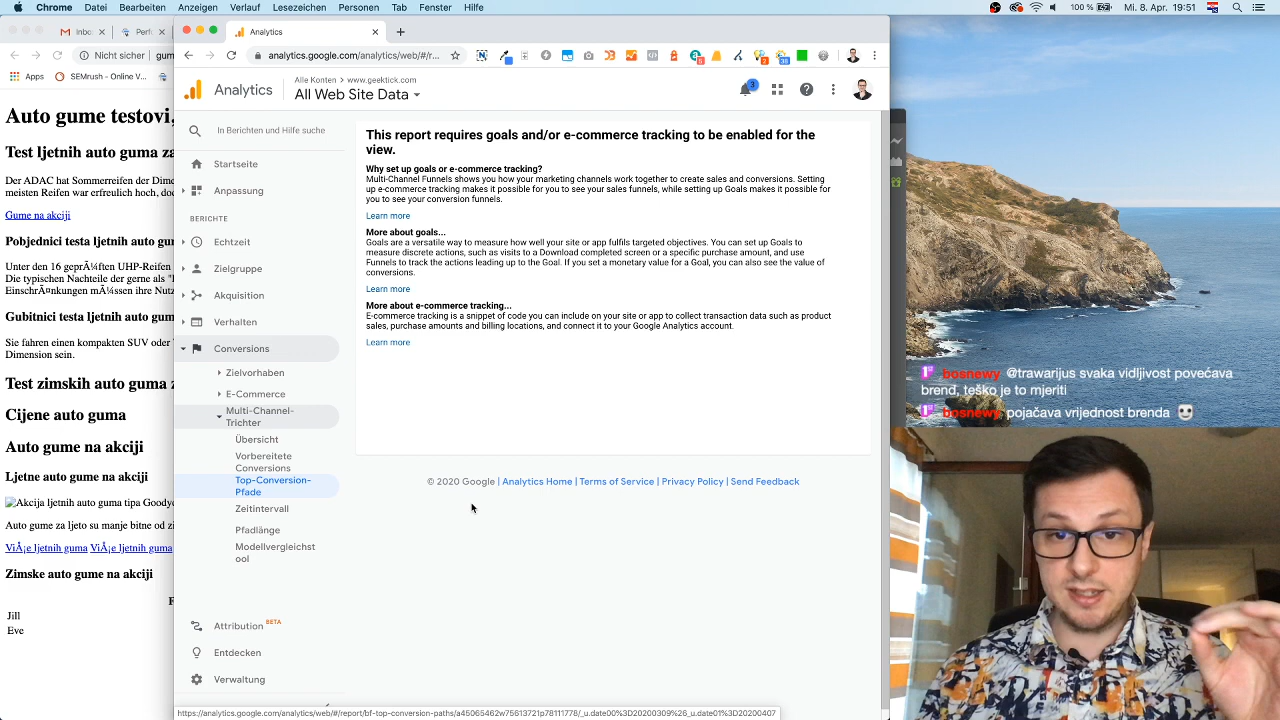 Chrome Datei Bearbeiten Anzeigen Verlauf Lesezeichen Personen Tab Fenster Hilfe
100 % Mi. 8. Apr. 19:51
Analytics
Nicht sicher
analytics.google.com/analytics/web/#/r...
Apps SEMrush - Online V...
Auto gume testovi,
Test ljetnih auto guma za
Der ADAC hat Sommerreifen der Dime
meisten Reifen war erfreulich hoch, doc
Gume na akciji
Pobjednici testa ljetnih auto gum
Unter den 16 geprÃ¼ften UHP-Reifen
Die typischen Nachteile der gerne als "
EinschrÃ¤nkungen mÃ¼ssen ihre Nutz
Gubitnici testa ljetnih auto gum
Sie fahren einen kompakten SUV oder
Dimension sein.
Test zimskih auto guma z
Cijene auto guma
Auto gume na akciji
Ljetne auto gume na akciji
Akcija ljetnih auto guma tipa Goodye
Auto gume za ljeto su manje bitne od zi
ViÅ¡e ljetnih guma ViÅ¡e ljetnih guma
Zimske auto gume na akciji
F
Jill
Eve
Analytics
Alle Konten > www.geektick.com
All Web Site Data
3
In Berichten und Hilfe suche
Startseite
Anpassung
BERICHTE
Echtzeit
Zielgruppe
Akquisition
Verhalten
Conversions
Zielvorhaben
E-Commerce
Multi-Channel-
Trichter
Übersicht
Vorbereitete
Conversions
Top-Conversion-
Pfade
Zeitintervall
Pfadlänge
Modellvergleichst
ool
Attribution BETA
Entdecken
Verwaltung
This report requires goals and/or e-commerce tracking to be enabled for the
view.
Why set up goals or e-commerce tracking?
Multi-Channel Funnels shows you how your marketing channels work together to create sales and conversions. Setting
up e-commerce tracking makes it possible for you to see your sales funnels, while setting up Goals makes it possible for
you to see your conversion funnels.
Learn more
More about goals...
Goals are a versatile way to measure how well your site or app fulfils targeted objectives. You can set up Goals to
measure discrete actions, such as visits to a Download completed screen or a specific purchase amount, and use
Funnels to track the actions leading up to the Goal. If you set a monetary value for a Goal, you can also see the value of
conversions.
Learn more
More about e-commerce tracking...
E-commerce tracking is a snippet of code you can include on your site or app to collect transaction data such as product
sales, purchase amounts and billing locations, and connect it to your Google Analytics account.
Learn more
© 2020 Google | Analytics Home | Terms of Service | Privacy Policy | Send Feedback
https://analytics.google.com/analytics/web/#/report/bf-top-conversion-paths/a45065462w75613721p78111778/_u.date00%3D20200309%26_u.date01%3D20200407
bosnewy @trawarijus svaka vidljivost povećava
brend, teško je to mjeriti
bosnewy pojačava vrijednost brenda